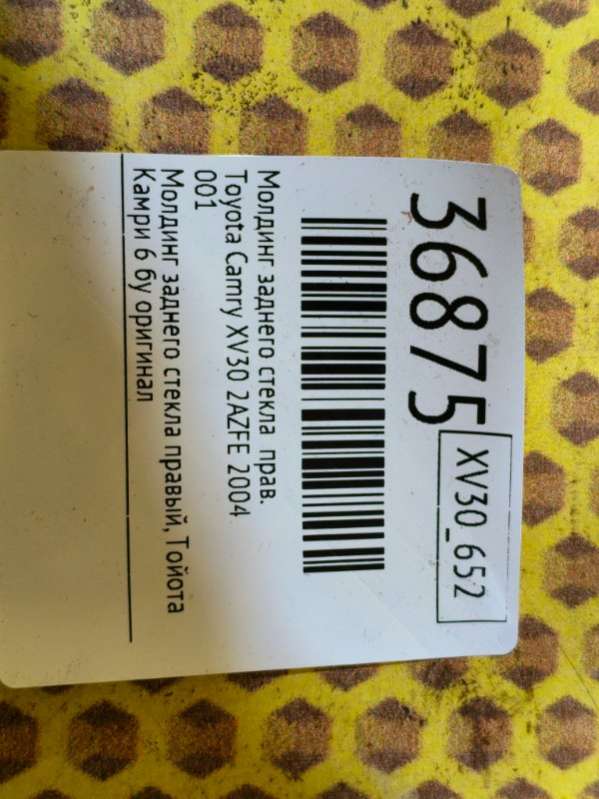 36875
XV30_652
Молдинг заднего стекла прав.
Toyota Camry XV30 2AZFE 2004
001
Молдинг заднего стекла правый, Тойота
Камри 6 бу оригинал